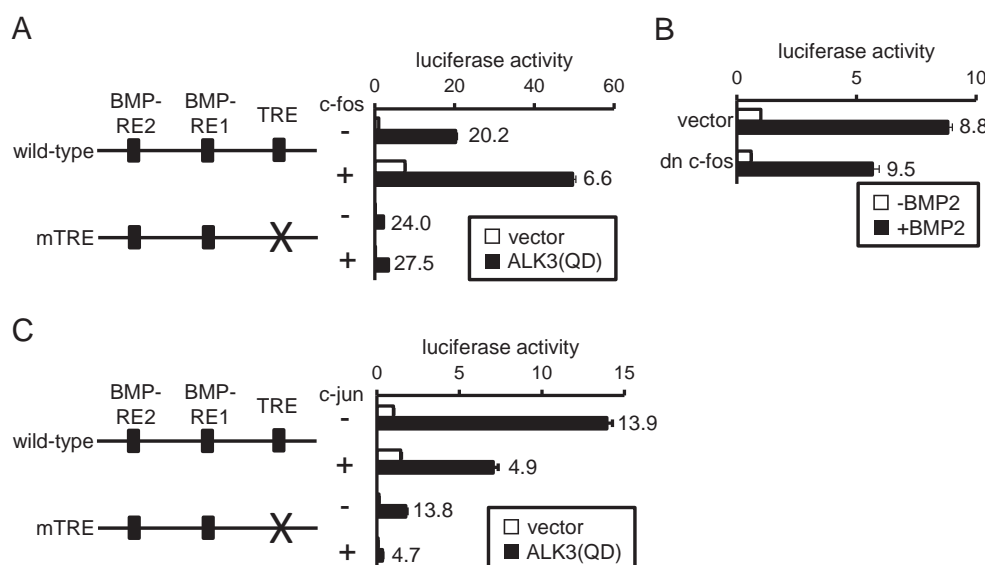 A
luciferase activity
0 20 40 60
BMP-
RE2
BMP-
RE1
TRE
c-fos
wild-type
- 20.2
+ 6.6
mTRE
- 24.0
+ 27.5
vector
ALK3(QD)
B
luciferase activity
0 5 10
vector 8.8
dn c-fos 9.5
-BMP2
+BMP2
C
luciferase activity
0 5 10 15
BMP-
RE2
BMP-
RE1
TRE
c-jun
wild-type
- 13.9
+ 4.9
mTRE
- 13.8
+ 4.7
vector
ALK3(QD)